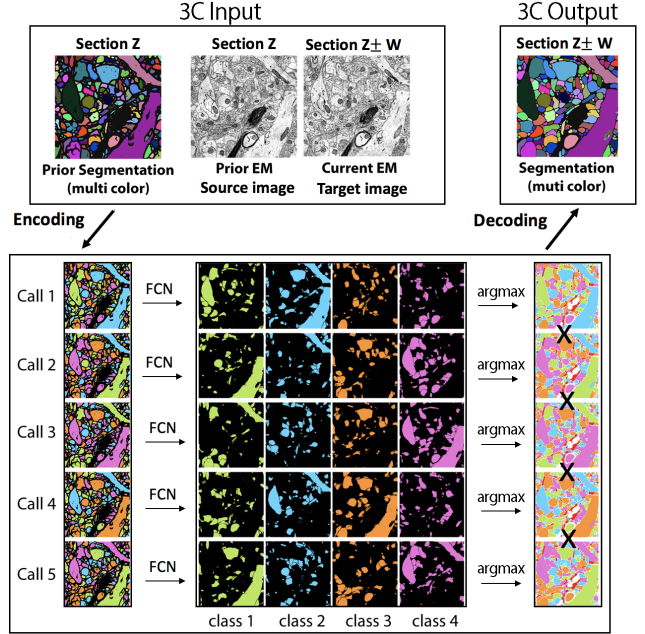 3C Input
3C Output
Section Z
Section Z
Section Z± W
Section Z± W
Prior Segmentation
(multi color)
Prior EM
Source image
Current EM
Target image
Segmentation
(muti color)
Encoding
Decoding
Call 1
FCN
argmax
X
Call 2
FCN
argmax
X
Call 3
FCN
argmax
X
Call 4
FCN
argmax
X
Call 5
FCN
argmax
class 1
class 2
class 3
class 4